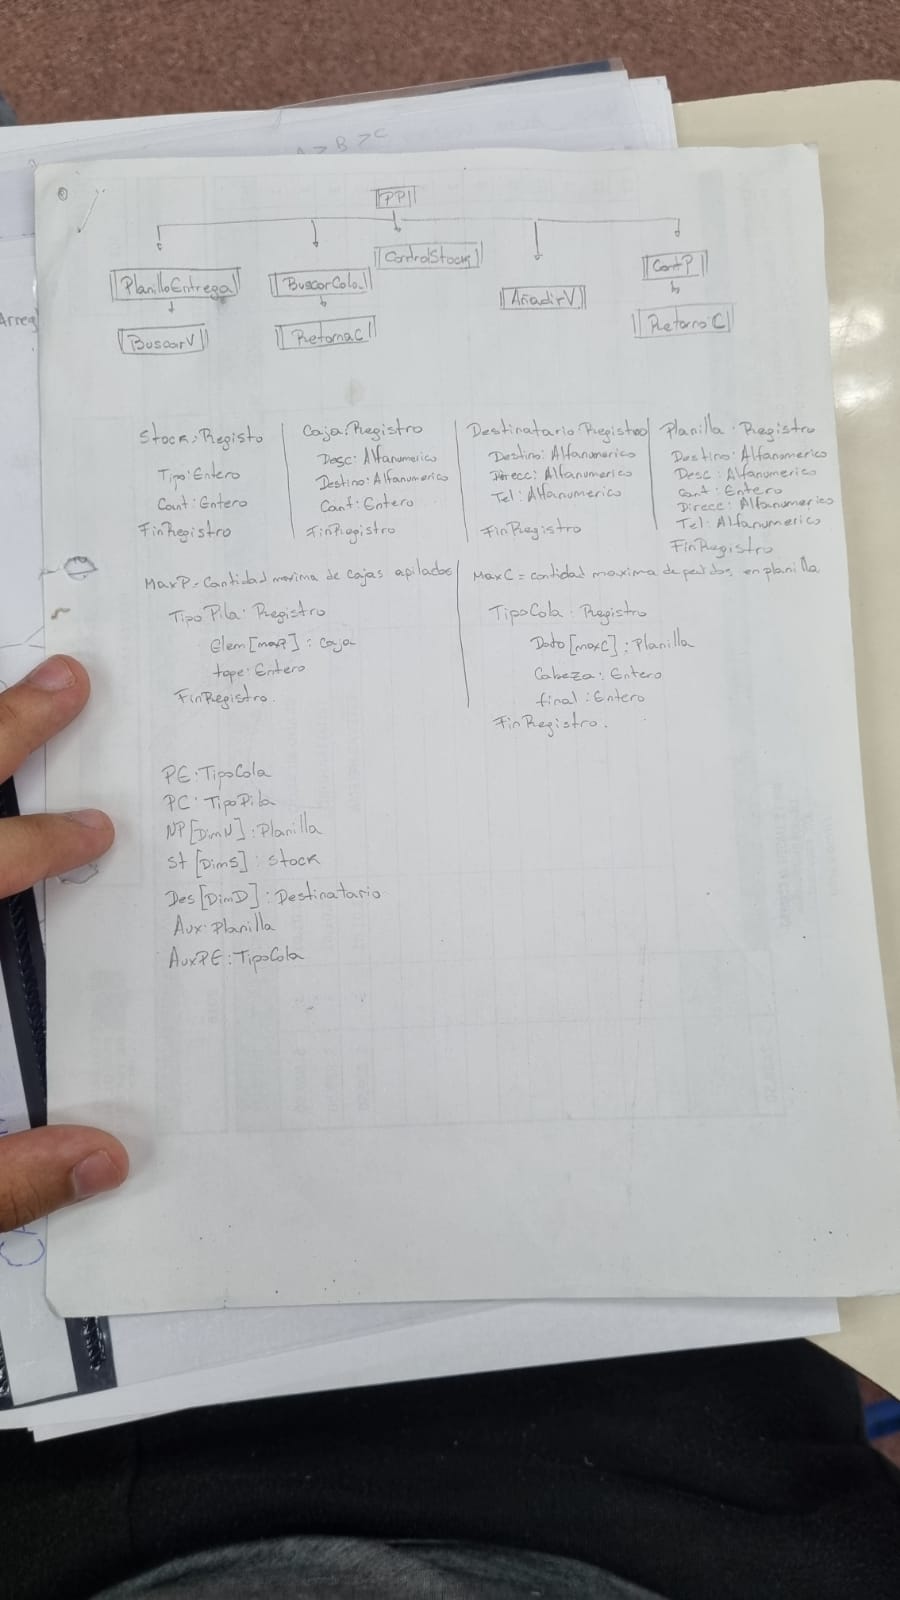 A > B > C
PP
ControlStock
PlanilloEntrega
BuscarCola
AñadirV
ContP
BuscarV
RetornaC
RetornoC
Arreg
Stock: Registo
Tipo: Entero
Cant: Entero
FinRegistro
Caja: Registro
Desc: Alfanumerico
Destino: Alfanumerico
Cant: Entero
FinRegistro
Destinatario: Registro
Destino: Alfanumerico
Direcc: Alfanumerico
Tel: Alfanumerico
FinRegistro
Planilla: Registro
Destino: Alfanumerico
Desc: Alfanumerico
Cant: Entero
Direcc: Alfanumerico
Tel: Alfanumerico
FinRegistro
MaxP = Cantidad maxima de cajas apilados
TipoPila: Registro
Elem [maxP]: Caja
tope: Entero
FinRegistro.
MaxC = cantidad maxima de pedidos en planilla
TipoCola: Registro
Dato [maxC]: Planilla
Cabeza: Entero
final: Entero
FinRegistro.
PE: TipoCola
PC: TipoPila
NP [DimN]: Planilla
St [DimS]: Stock
Des [DimD]: Destinatario
Aux: Planilla
AuxPE: TipoCola